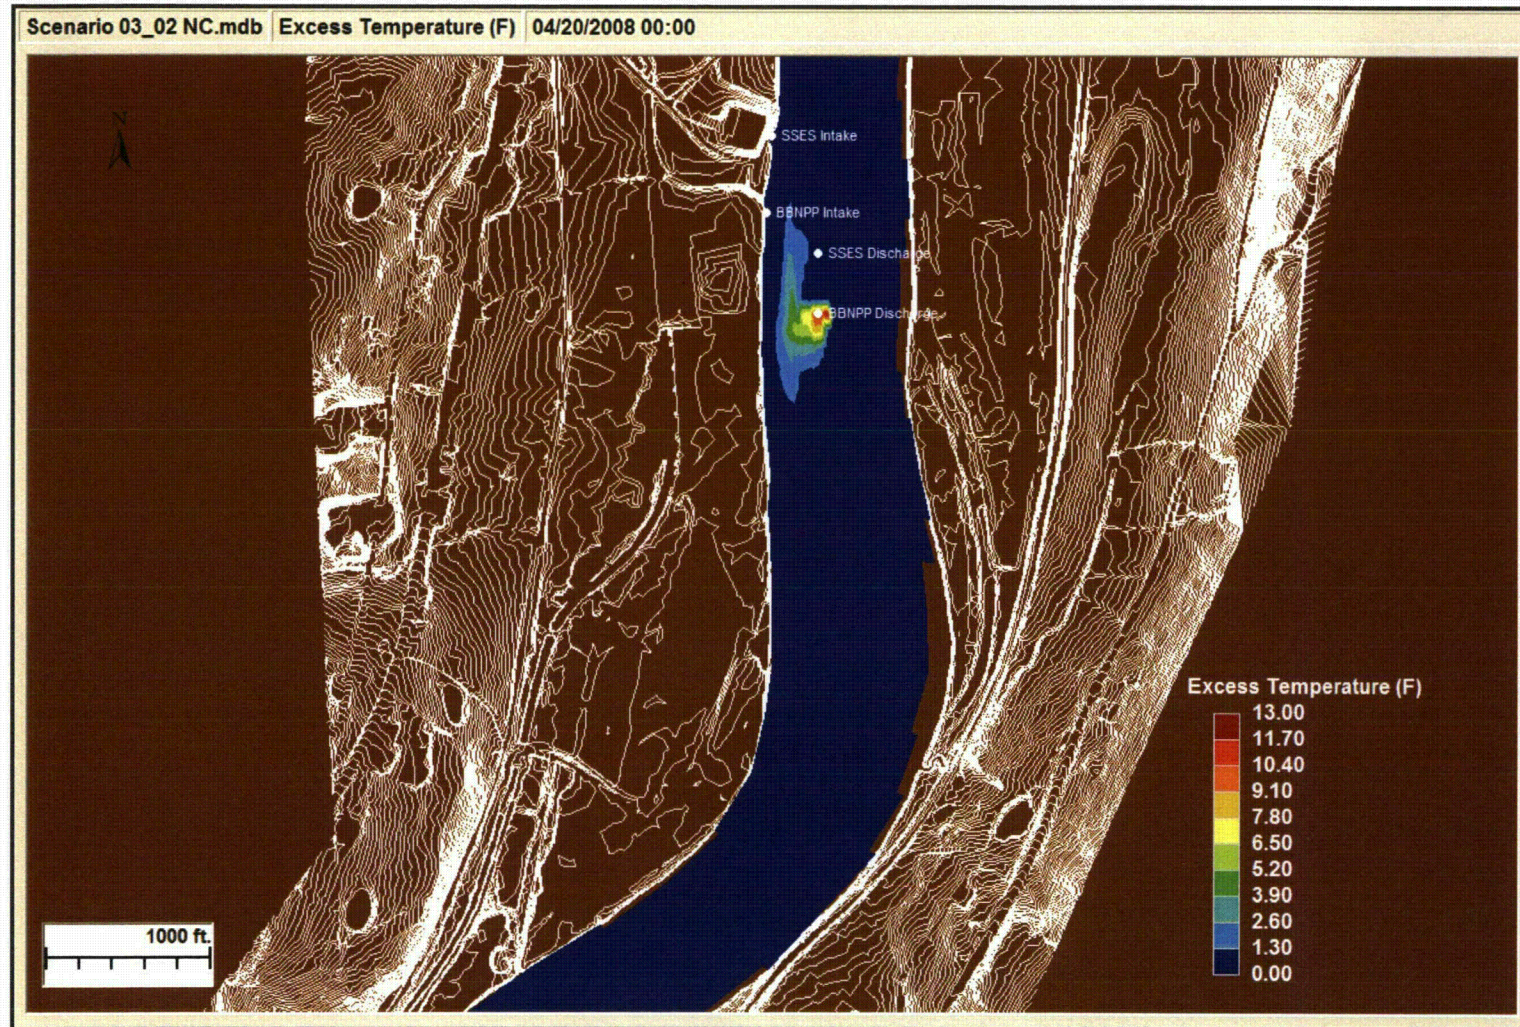 Scenario 03_02 NC.mdb Excess Temperature (F) 04/20/2008 00:00
N
SSES Intake
BBNPP Intake
SSES Discharge
BBNPP Discharge
Excess Temperature (F)
13.00
11.70
10.40
9.10
7.80
6.50
5.20
3.90
2.60
1.30
0.00
1000 ft.